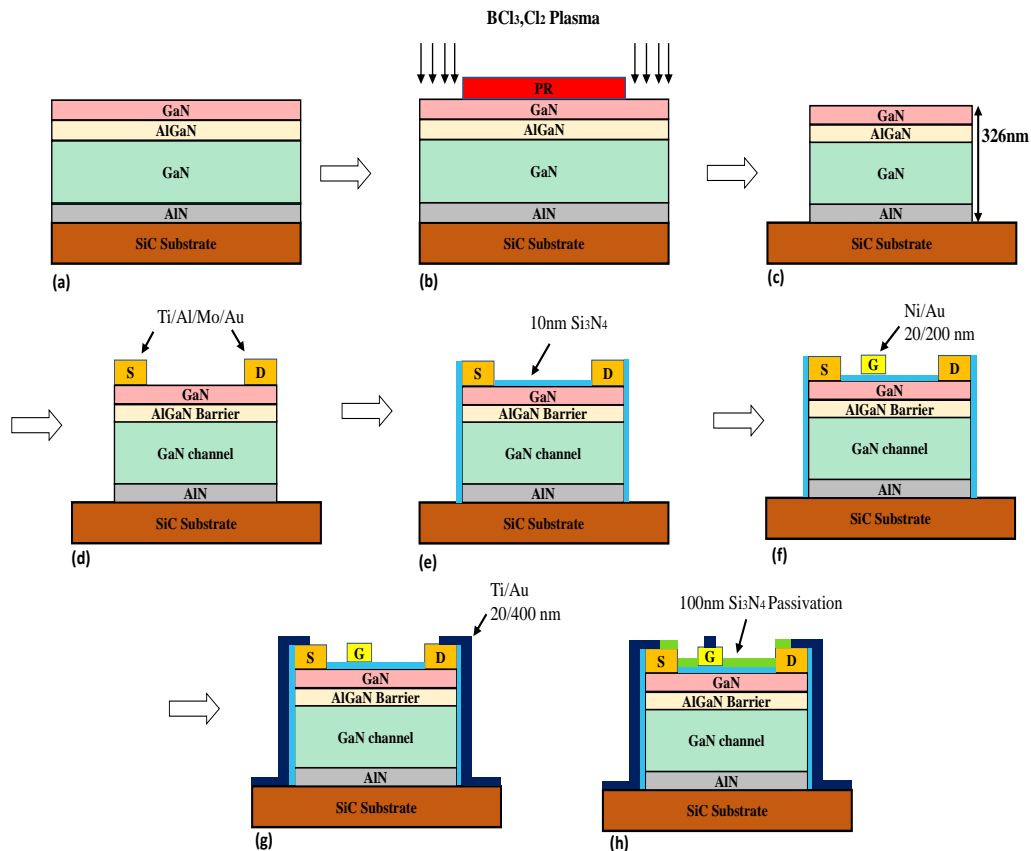 BCl3,Cl2 Plasma
GaN
AlGaN
GaN
AlN
SiC Substrate
(a)
PR
GaN
AlGaN
GaN
AlN
SiC Substrate
(b)
GaN
AlGaN
GaN
AlN
SiC Substrate
326nm
(c)
Ti/Al/Mo/Au
S
D
GaN
AlGaN Barrier
GaN channel
AlN
SiC Substrate
(d)
10nm Si3N4
S
D
GaN
AlGaN Barrier
GaN channel
AlN
SiC Substrate
(e)
Ni/Au
20/200 nm
S
G
D
GaN
AlGaN Barrier
GaN channel
AlN
SiC Substrate
(f)
Ti/Au
20/400 nm
S
G
D
GaN
AlGaN Barrier
GaN channel
AlN
SiC Substrate
(g)
100nm Si3N4 Passivation
S
G
D
GaN
AlGaN Barrier
GaN channel
AlN
SiC Substrate
(h)